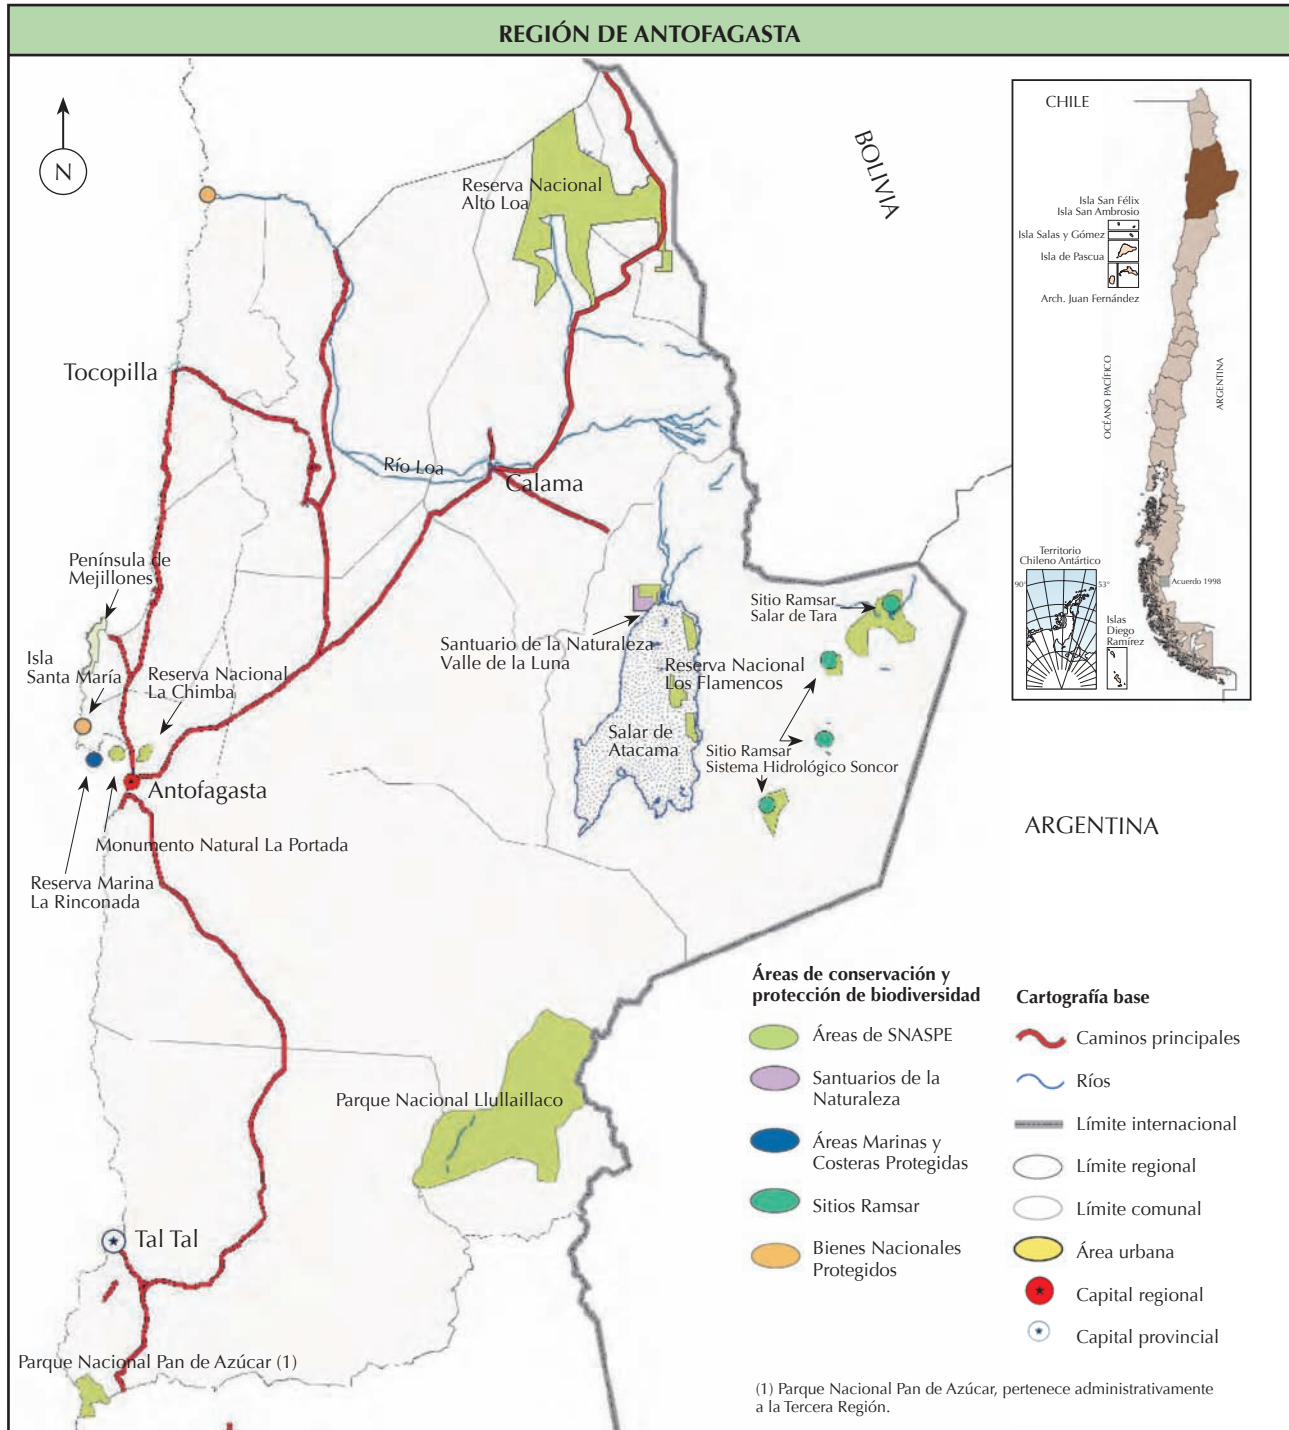 REGIÓN DE ANTOFAGASTA
N
BOLIVIA
Reserva Nacional
Alto Loa
Tocopilla
Río Loa
Calama
Península de
Mejillones
Isla
Santa María
Reserva Nacional
La Chimba
Santuario de la Naturaleza
Valle de la Luna
Sitio Ramsar
Salar de Tara
Reserva Nacional
Los Flamencos
Salar de
Atacama
Sitio Ramsar
Sistema Hidrológico Soncor
Antofagasta
Monumento Natural La Portada
Reserva Marina
La Rinconada
ARGENTINA
Parque Nacional Llullaillaco
Tal Tal
Parque Nacional Pan de Azúcar (1)
CHILE
Isla San Félix
Isla San Ambrosio
Isla Salas y Gómez
Isla de Pascua
Arch. Juan Fernández
OCÉANO PACÍFICO
ARGENTINA
Territorio
Chileno Antártico
90°
53°
Acuerdo 1998
Islas
Diego
Ramírez
Áreas de conservación y
protección de biodiversidad
Áreas de SNASPE
Santuarios de la
Naturaleza
Áreas Marinas y
Costeras Protegidas
Sitios Ramsar
Bienes Nacionales
Protegidos
Cartografía base
Caminos principales
Ríos
Límite internacional
Límite regional
Límite comunal
Área urbana
Capital regional
Capital provincial
(1) Parque Nacional Pan de Azúcar, pertenece administrativamente
a la Tercera Región.